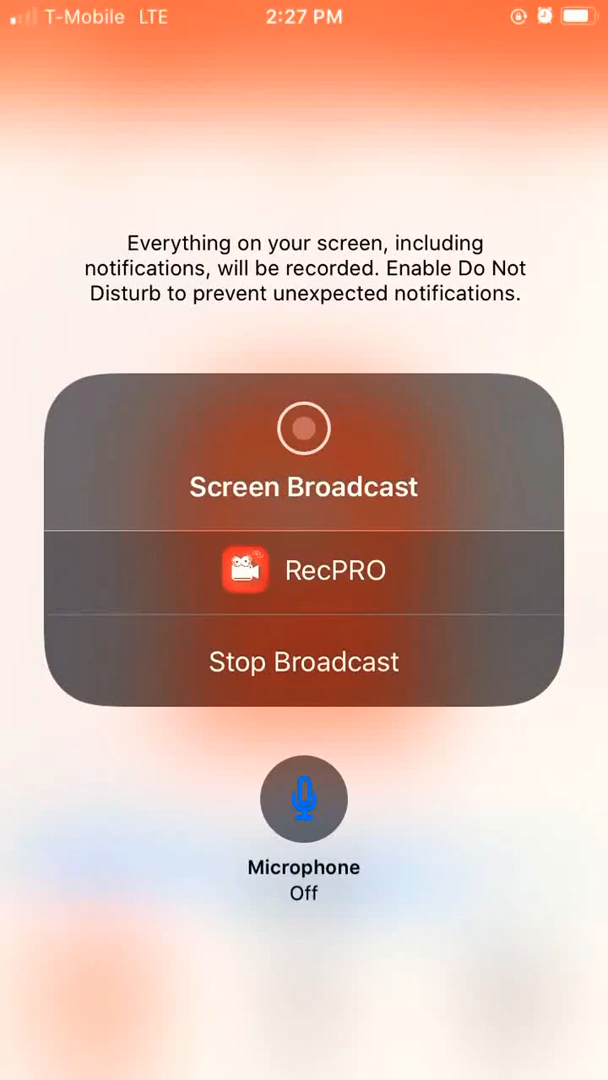 T-Mobile LTE 2:27 PM
Everything on your screen, including
notifications, will be recorded. Enable Do Not
Disturb to prevent unexpected notifications.
Screen Broadcast
RecPRO
Stop Broadcast
Microphone
Off